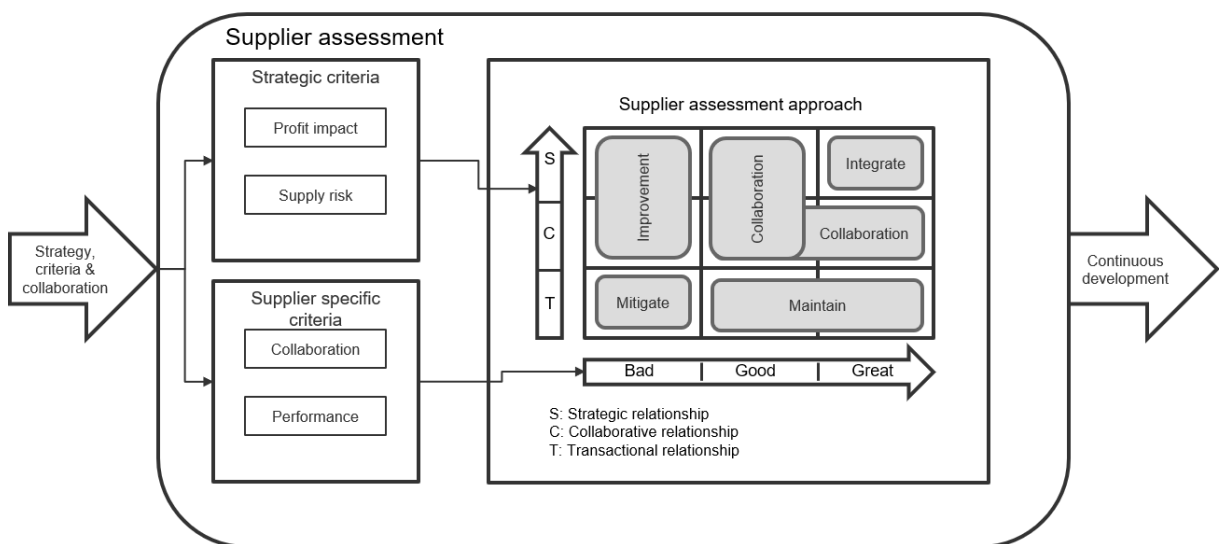 Supplier assessment
Strategy,
criteria &
collaboration
Strategic criteria
Profit impact
Supply risk
Supplier specific
criteria
Collaboration
Performance
Supplier assessment approach
S
C
T
Improvement
Collaboration
Integrate
Collaboration
Mitigate
Maintain
Bad | Good | Great
S: Strategic relationship
C: Collaborative relationship
T: Transactional relationship
Continuous
development